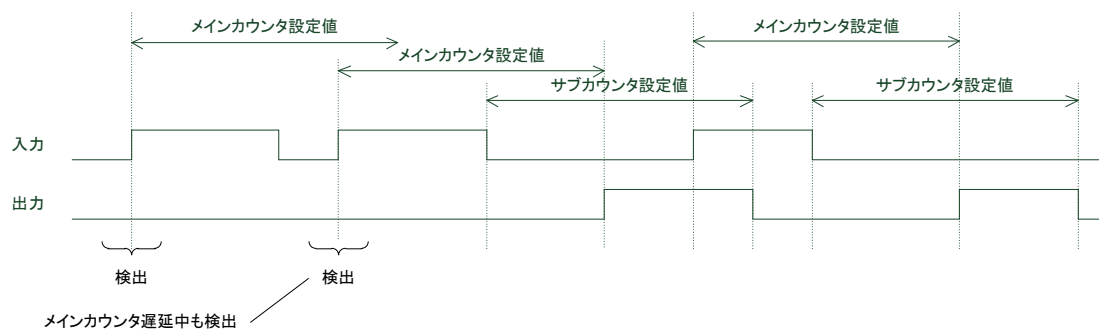 メインカウンタ設定値
メインカウンタ設定値
メインカウンタ設定値
サブカウンタ設定値
サブカウンタ設定値
入力
出力
検出
検出
メインカウンタ遅延中も検出